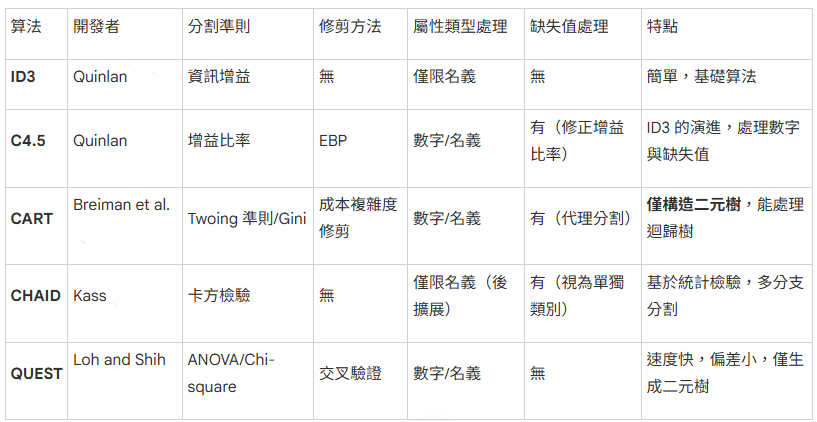 算法 開發者 分割準則 修剪方法 屬性類型處理 缺失值處理 特點
ID3 Quinlan 資訊增益 無 僅限名義 無 簡單，基礎算法
C4.5 Quinlan 增益比率 EBP 數字/名義 有（修正增益
比率） ID3 的演進，處理數字
與缺失值
CART Breiman et al. Twoing 準則/Gini 成本複雜度
修剪 數字/名義 有（代理分割） 僅構造二元樹，能處理
迴歸樹
CHAID Kass 卡方檢驗 無 僅限名義（後
擴展） 有（視為單獨
類別） 基於統計檢驗，多分支
分割
QUEST Loh and Shih ANOVA/Chi-
square 交叉驗證 數字/名義 無 速度快，偏差小，僅生
成二元樹